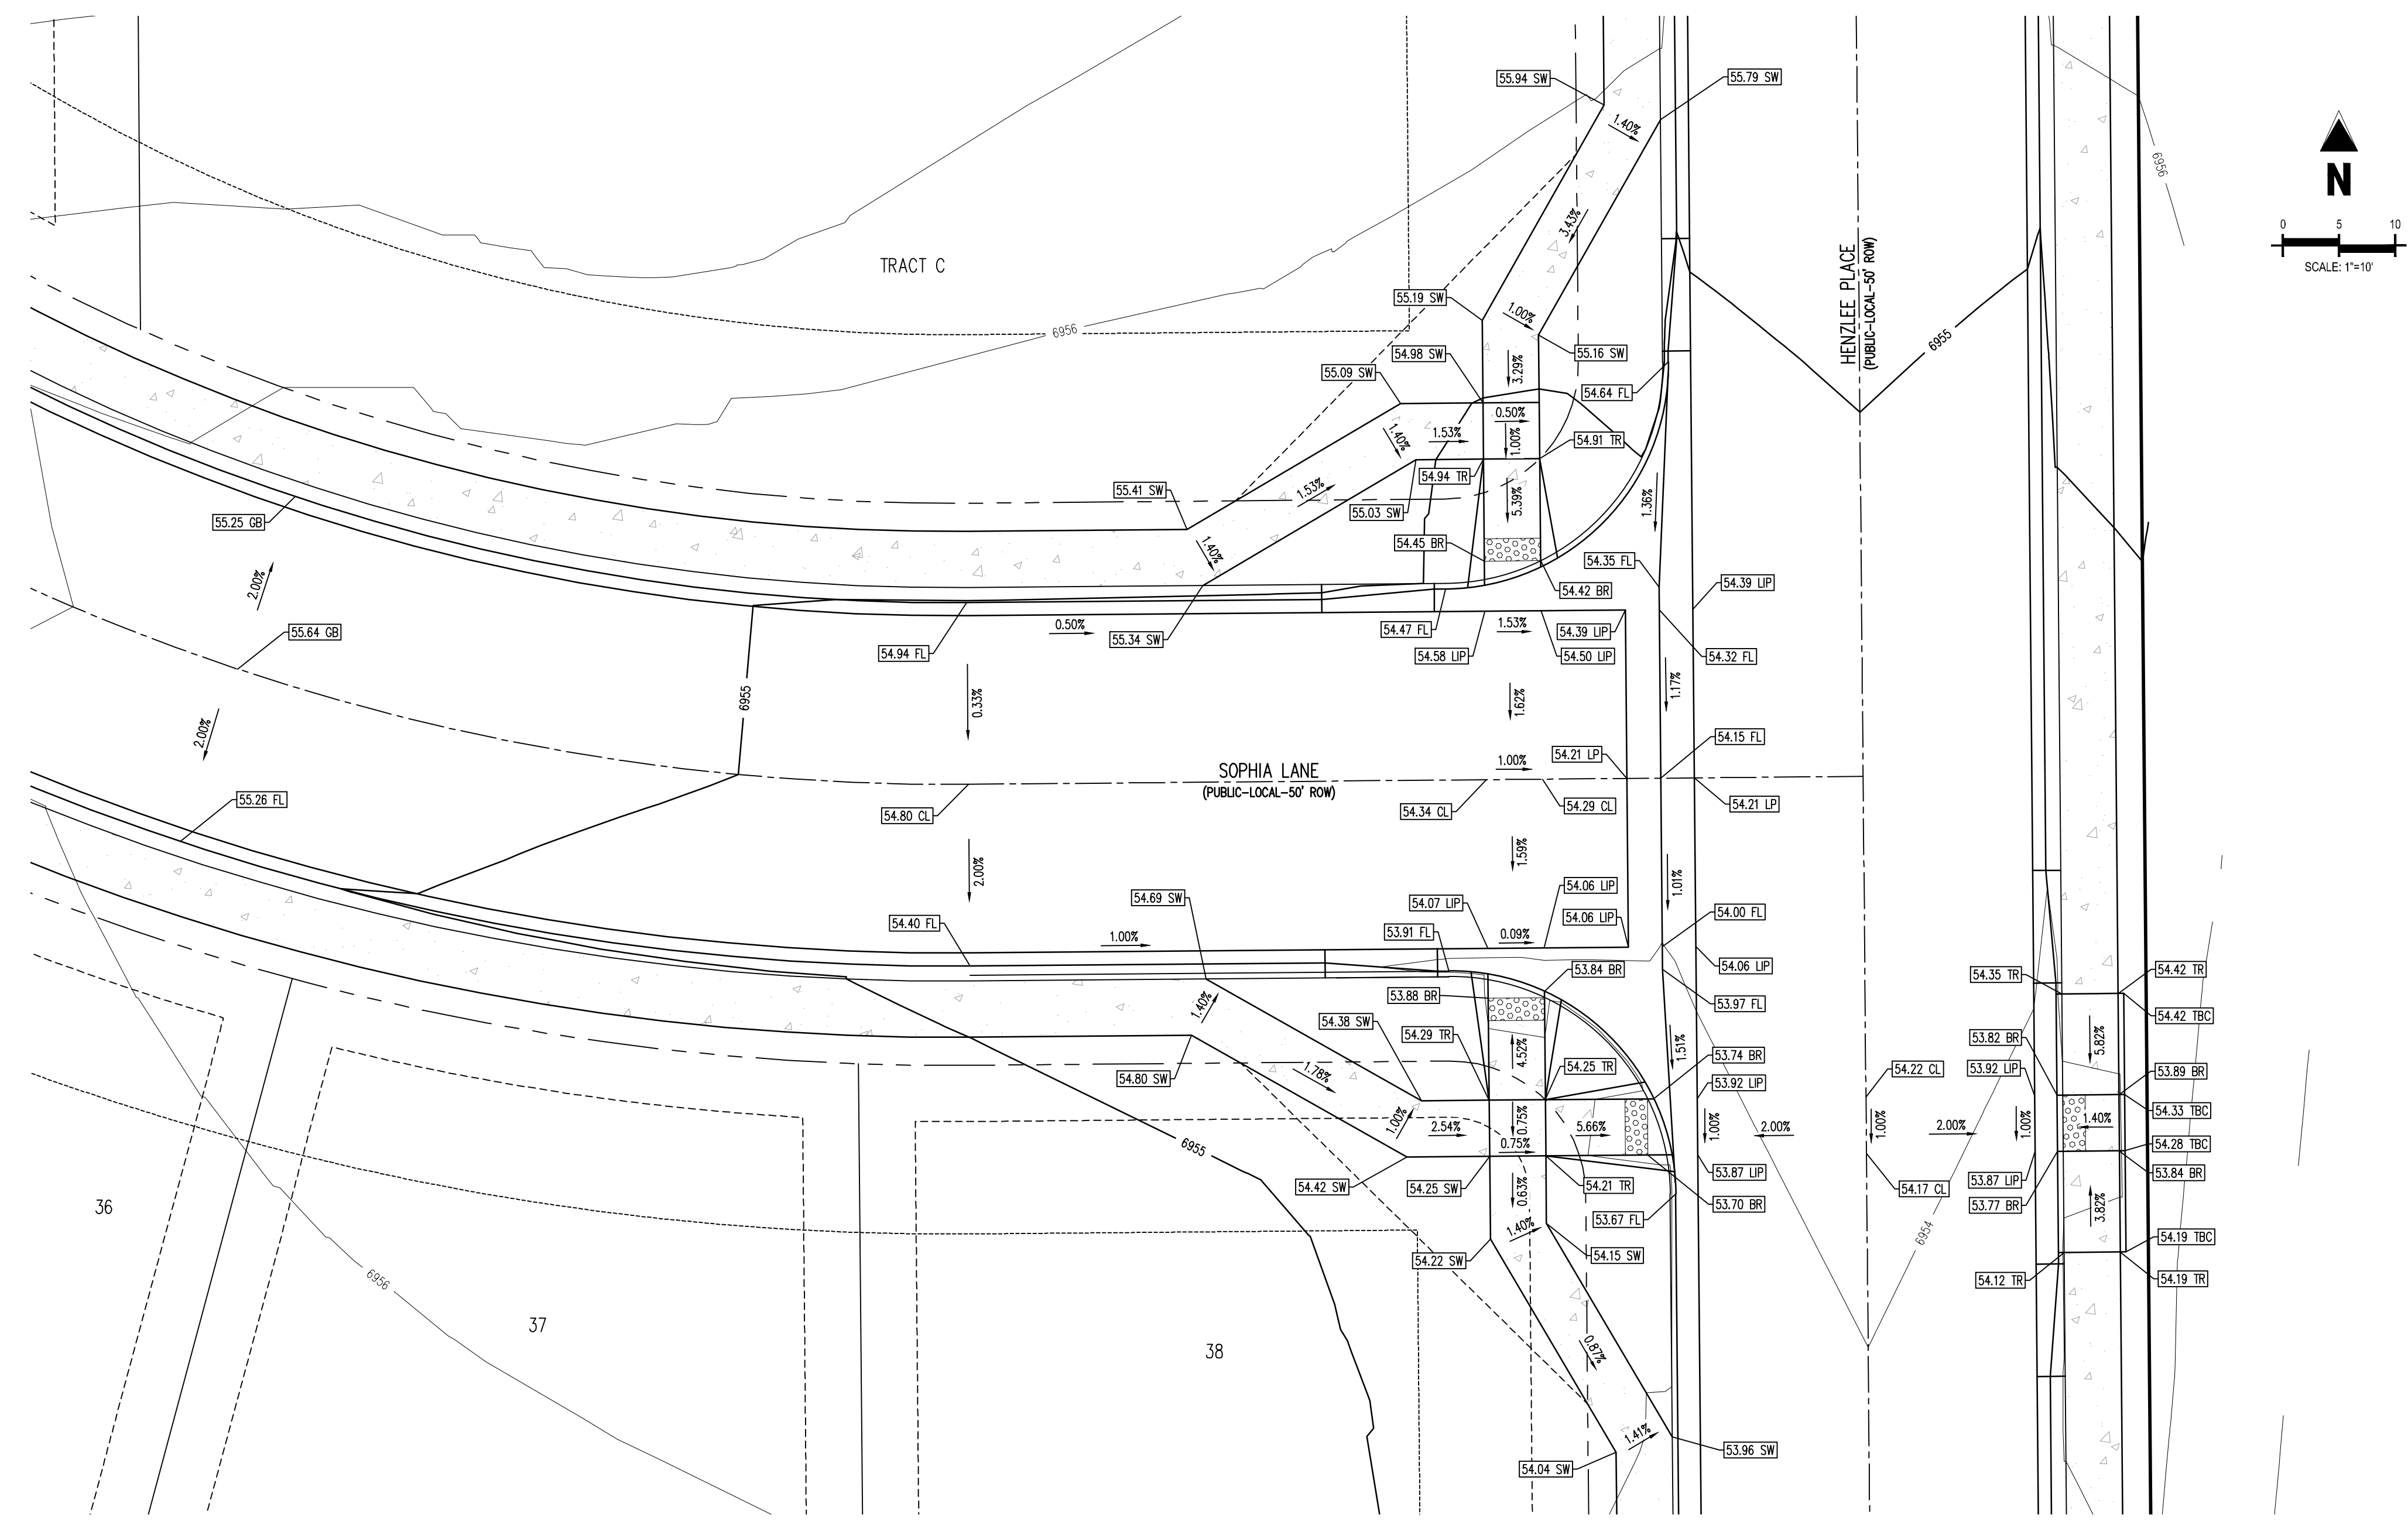 55.94 SW
55.79 SW
1.40%
6956
N
0 5 10
SCALE: 1"=10'
TRACT C
3.43%
HENZLEE PLACE
(PUBLIC-LOCAL-50' ROW)
55.19 SW
1.00%
6956
6955
54.98 SW
55.16 SW
55.09 SW
3.29%
54.64 FL
0.50%
1.40%
1.53%
1.00%
54.91 TR
54.94 TR
55.41 SW
1.53%
5.39%
1.36%
55.03 SW
55.25 GB
54.45 BR
1.40%
54.35 FL
54.39 LIP
2.00%
54.42 BR
55.64 GB
0.50%
55.34 SW
54.47 FL
1.53%
54.39 LIP
54.94 FL
54.58 LIP
54.50 LIP
54.32 FL
6955
0.33%
1.62%
1.17%
2.00%
54.15 FL
54.21 LP
SOPHIA LANE
(PUBLIC-LOCAL-50' ROW)
1.00%
55.26 FL
54.80 CL
54.34 CL
54.29 CL
54.21 LP
2.00%
1.59%
1.01%
54.69 SW
54.06 LIP
54.07 LIP
54.06 LIP
54.00 FL
54.40 FL
1.00%
53.91 FL
0.09%
54.06 LIP
53.84 BR
54.35 TR
54.42 TR
53.88 BR
53.97 FL
1.40%
54.42 TBC
54.38 SW
54.29 TR
4.52%
1.51%
53.82 BR
5.82%
54.25 TR
53.74 BR
54.80 SW
1.78%
53.92 LIP
54.22 CL
53.92 LIP
53.89 BR
1.00%
2.54%
0.75%
5.66%
1.00%
2.00%
1.00%
2.00%
1.00%
1.40%
54.33 TBC
0.75%
54.28 TBC
6955
53.87 LIP
53.84 BR
54.42 SW
54.25 SW
0.63%
54.21 TR
54.17 CL
53.87 LIP
36
53.70 BR
53.77 BR
3.82%
53.67 FL
1.40%
6954
54.19 TBC
54.22 SW
54.15 SW
6956
54.12 TR
54.19 TR
37
38
0.87%
1.41%
53.96 SW
54.04 SW